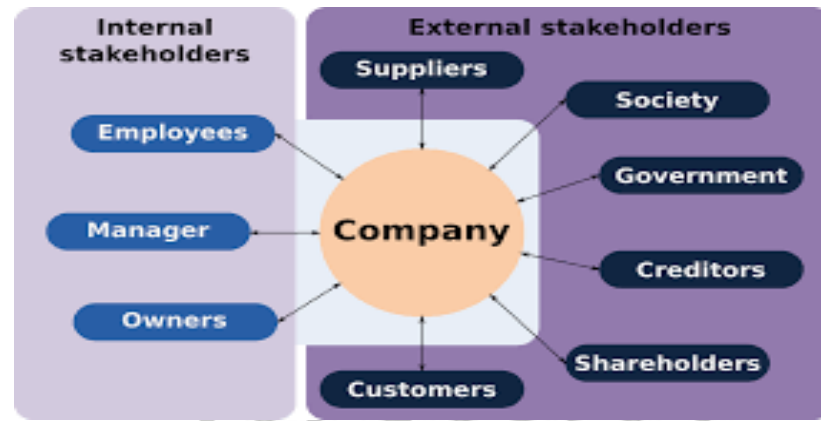 Internal
stakeholders
Employees
Manager
Owners
External stakeholders
Suppliers
Society
Government
Creditors
Shareholders
Customers
Company